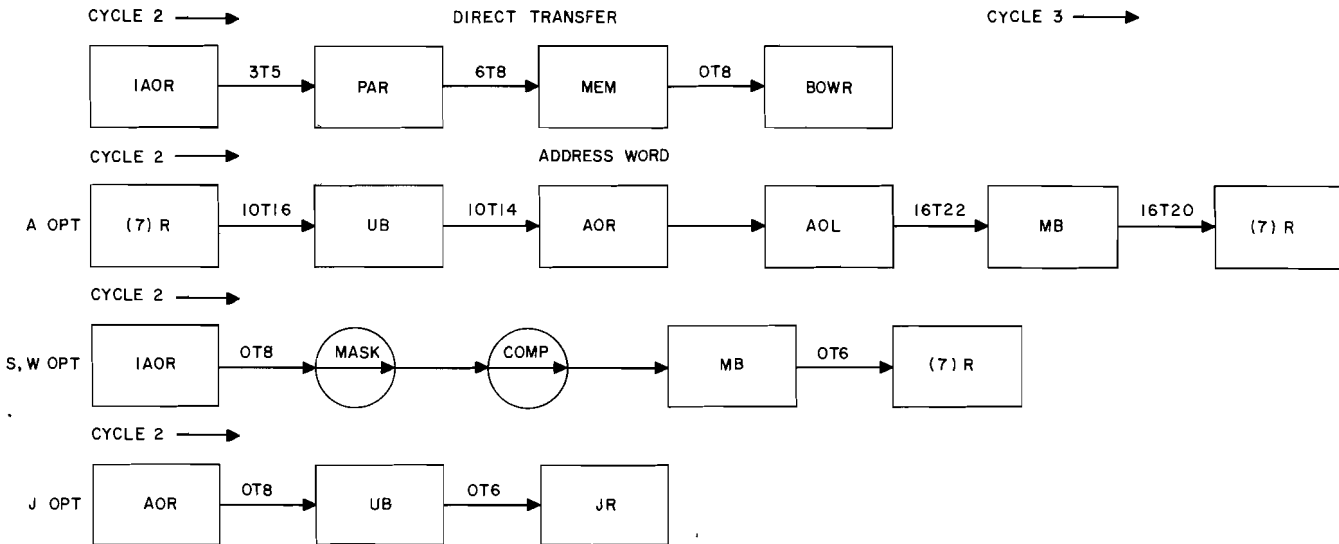 CYCLE 2 DIRECT TRANSFER CYCLE 3
IAOR 3T5 PAR 6T8 MEM 0T8 BOWR
CYCLE 2 ADDRESS WORD
A OPT (7) R 10T16 UB 10T14 AOR AOL 16T22 MB 16T20 (7) R
CYCLE 2
S, W OPT IAOR 0T8 MASK COMP MB 0T6 (7) R
CYCLE 2
J OPT AOR 0T8 UB 0T6 JR